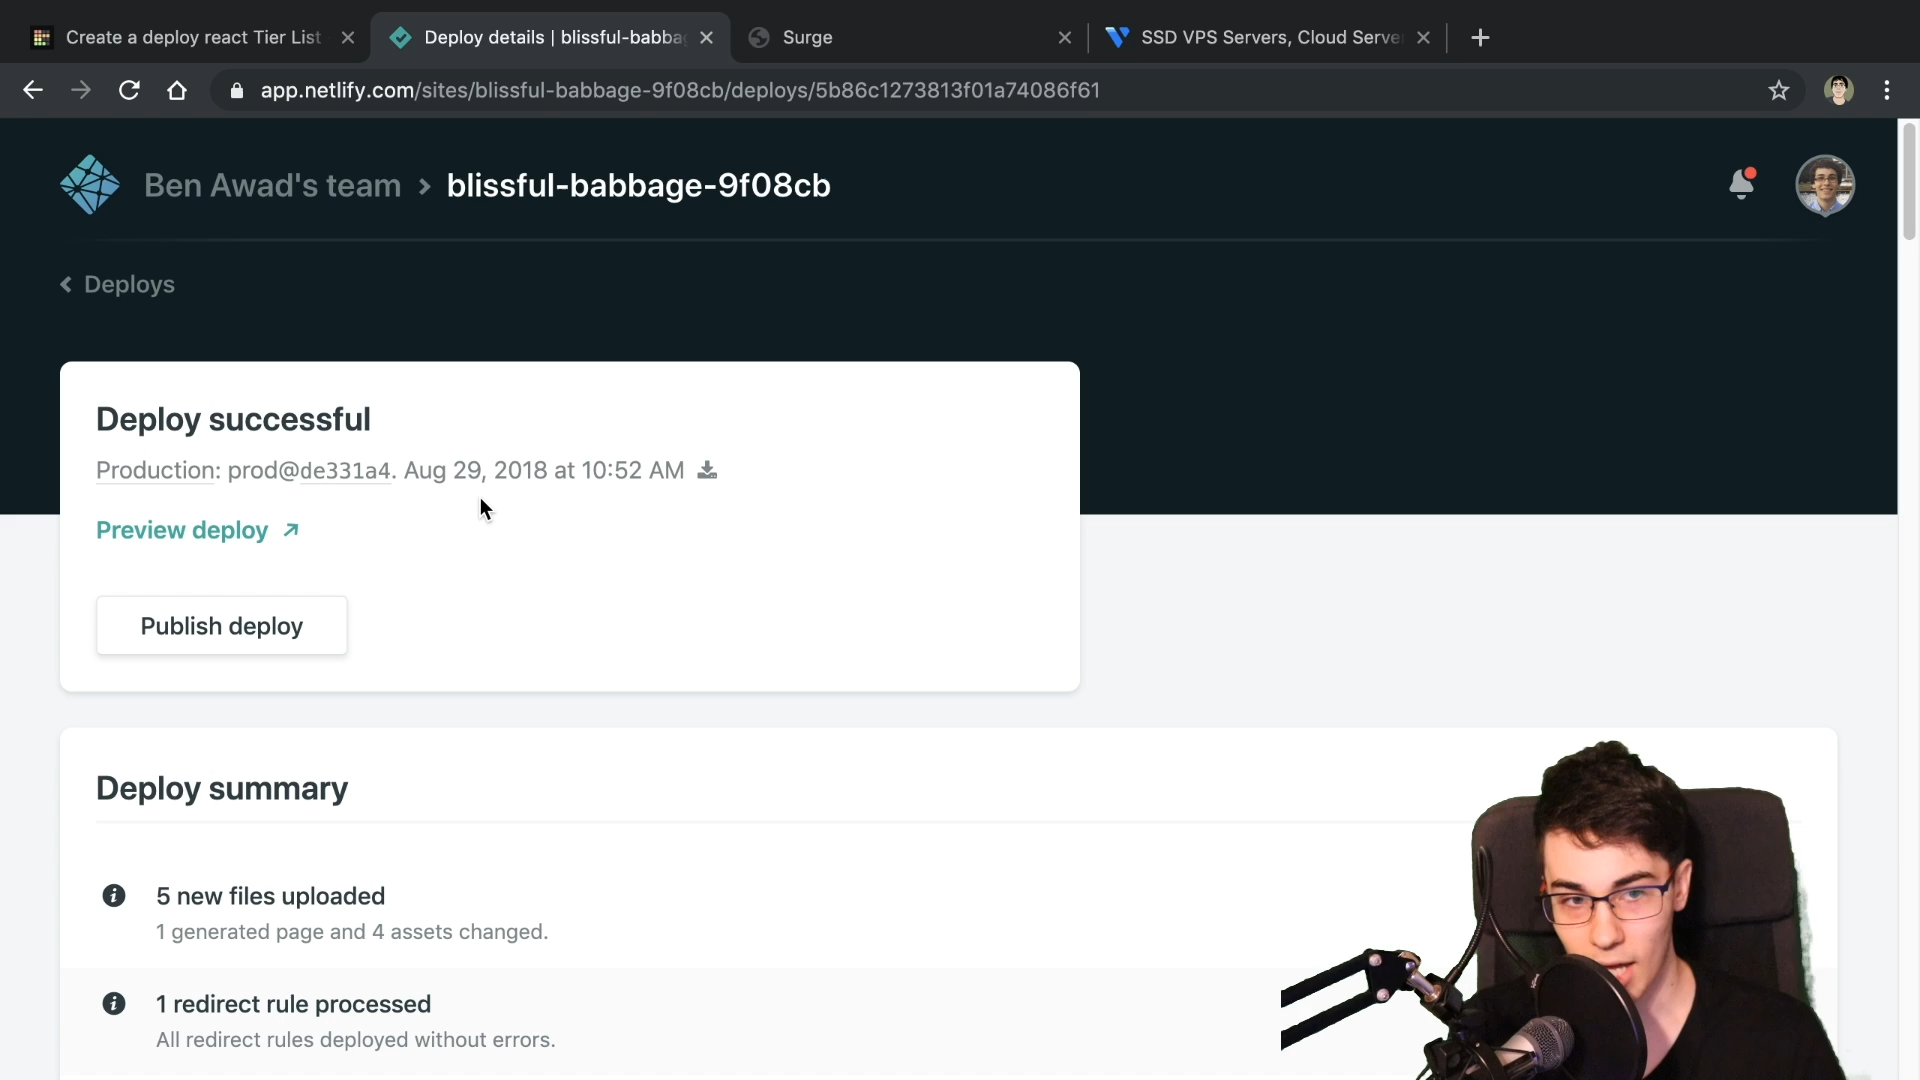 Create a deploy react Tier List
Deploy details | blissful-babba
Surge
SSD VPS Servers, Cloud Serve
app.netlify.com/sites/blissful-babbage-9f08cb/deploys/5b86c1273813f01a74086f61
Ben Awad's team > blissful-babbage-9f08cb
Deploys
Deploy successful
Production: prod@de331a4. Aug 29, 2018 at 10:52 AM
Preview deploy
Publish deploy
Deploy summary
5 new files uploaded
1 generated page and 4 assets changed.
1 redirect rule processed
All redirect rules deployed without errors.